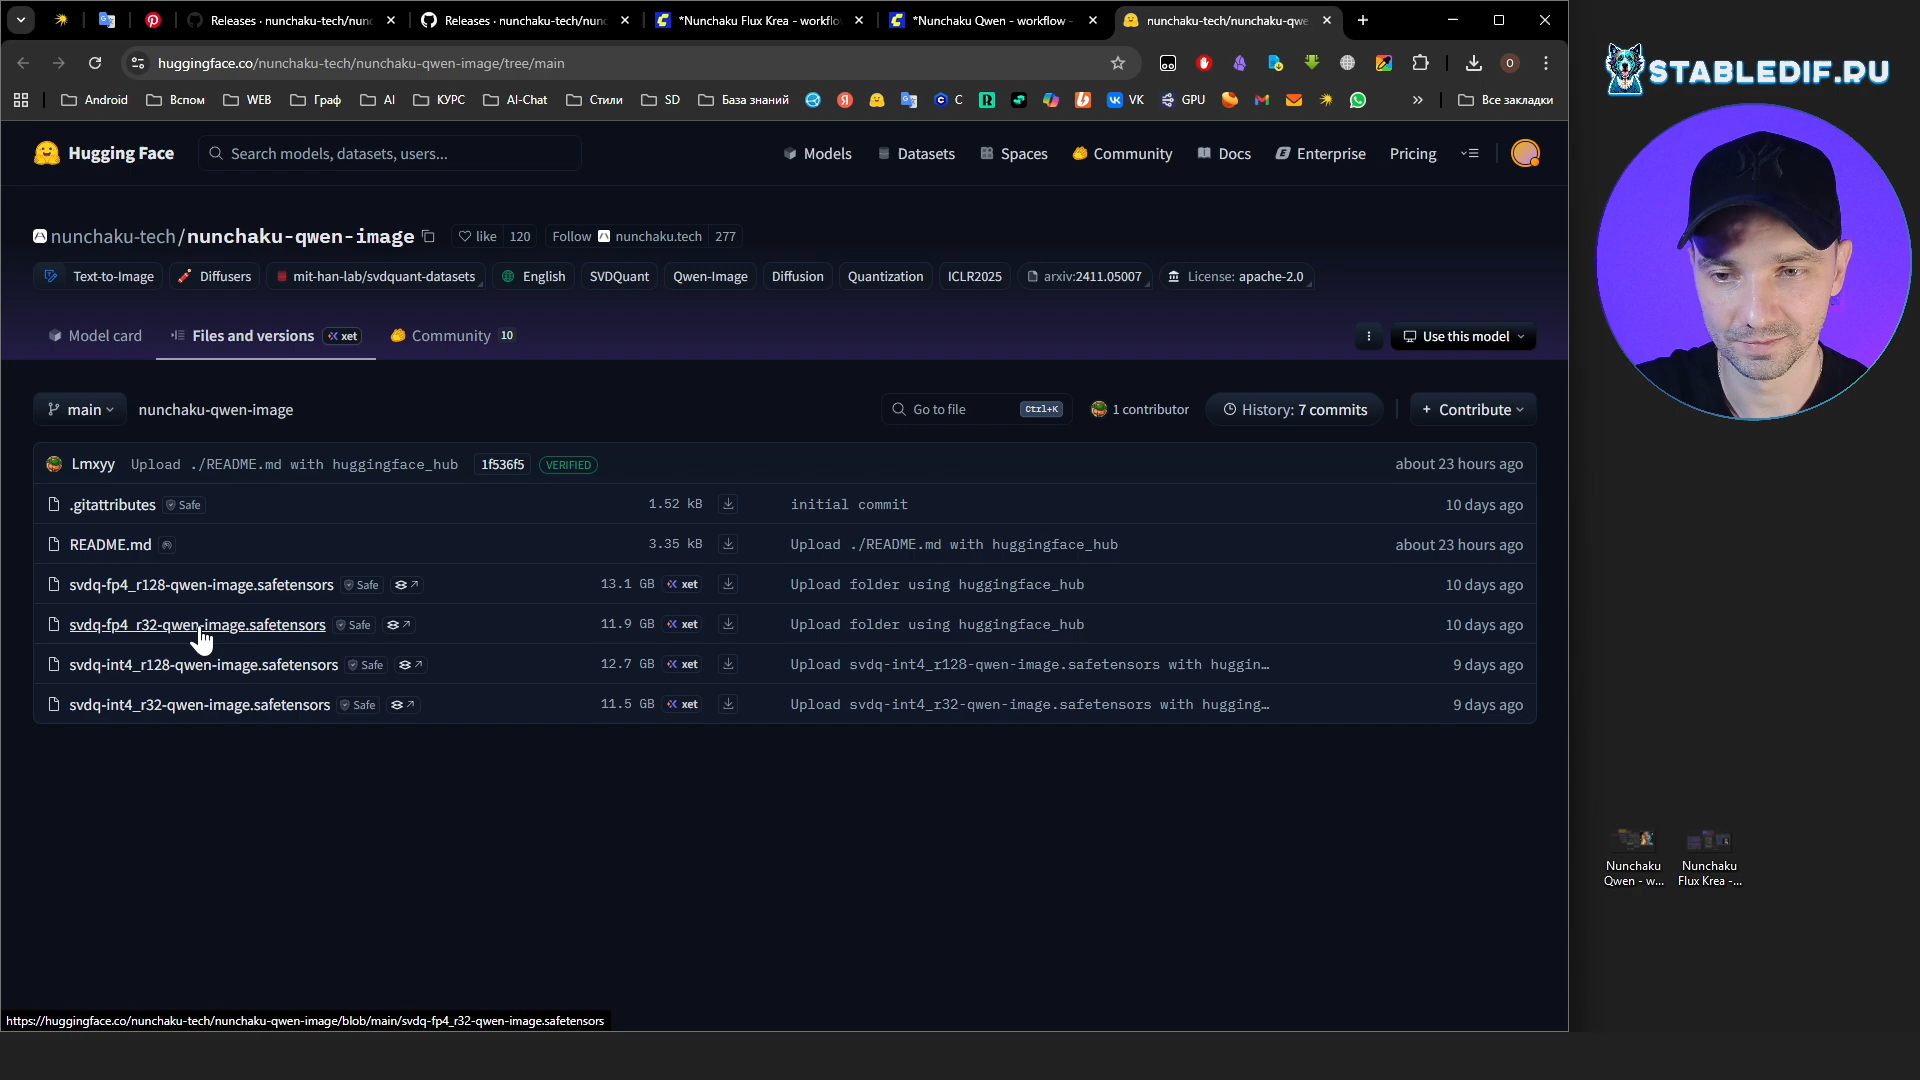 Releases · nunchaku-tech/nunc
Releases · nunchaku-tech/nunc
*Nunchaku Flux Krea - workflo
*Nunchaku Qwen - workflow -
nunchaku-tech/nunchaku-qwe
huggingface.co/nunchaku-tech/nunchaku-qwen-image/tree/main
O
Android
Вспом
WEB
Граф
AI
КУРС
AI-Chat
Стили
SD
База знаний
C
VK
GPU
Все закладки
Hugging Face
Search models, datasets, users...
Models
Datasets
Spaces
Community
Docs
Enterprise
Pricing
nunchaku-tech/nunchaku-qwen-image
like 120
Follow nunchaku.tech 277
Text-to-Image
Diffusers
mit-han-lab/svdquant-datasets
English
SVDQuant
Qwen-Image
Diffusion
Quantization
ICLR2025
arxiv:2411.05007
License: apache-2.0
Model card
Files and versions xet
Community 10
Use this model
main
nunchaku-qwen-image
Go to file Ctrl+K
1 contributor
History: 7 commits
+ Contribute
Lmxyy Upload ./README.md with huggingface_hub 1f536f5 VERIFIED about 23 hours ago
.gitattributes Safe 1.52 kB initial commit 10 days ago
README.md 3.35 kB Upload ./README.md with huggingface_hub about 23 hours ago
svdq-fp4_r128-qwen-image.safetensors Safe 13.1 GB xet Upload folder using huggingface_hub 10 days ago
svdq-fp4_r32-qwen-image.safetensors Safe 11.9 GB xet Upload folder using huggingface_hub 10 days ago
svdq-int4_r128-qwen-image.safetensors Safe 12.7 GB xet Upload svdq-int4_r128-qwen-image.safetensors with huggin… 9 days ago
svdq-int4_r32-qwen-image.safetensors Safe 11.5 GB xet Upload svdq-int4_r32-qwen-image.safetensors with hugging… 9 days ago
https://huggingface.co/nunchaku-tech/nunchaku-qwen-image/blob/main/svdq-fp4_r32-qwen-image.safetensors
STABLEDIF.RU
Nunchaku
Qwen - w...
Nunchaku
Flux Krea -...